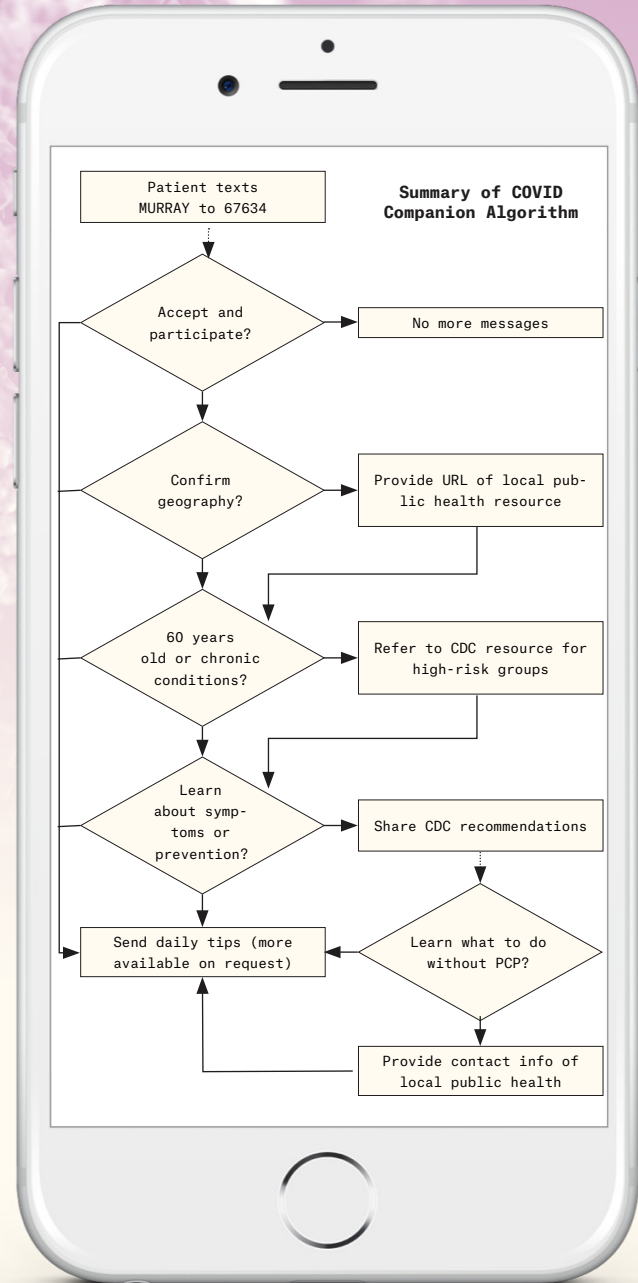 Patient texts
MURRAY to 67634
Summary of COVID
Companion Algorithm
Accept and
participate?
No more messages
Confirm
geography?
Provide URL of local pub-
lic health resource
60 years
old or chronic
conditions?
Refer to CDC resource for
high-risk groups
Learn
about symp-
toms or
prevention?
Share CDC recommendations
Send daily tips (more
available on request)
Learn what to do
without PCP?
Provide contact info of
local public health